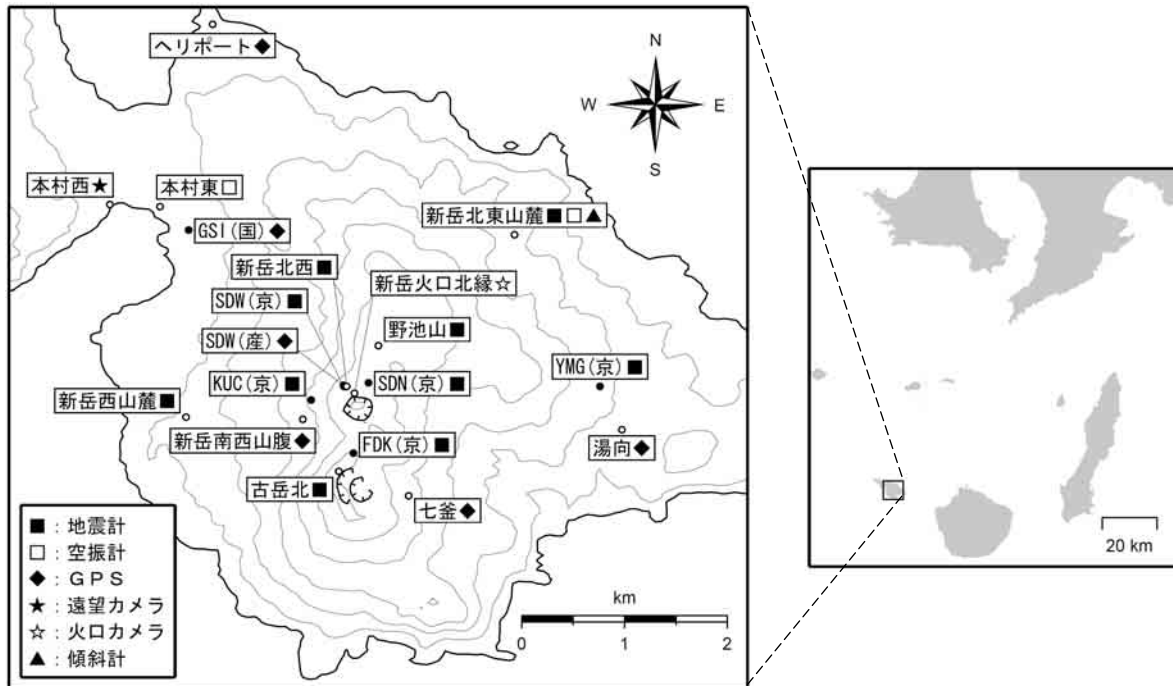 ヘリポート◆
N
W
E
S
本村西★
本村東□
GSI(国)◆
新岳北東山麓■□▲
新岳北西■
新岳火口北縁☆
SDW(京)■
野池山■
SDW(産)◆
YMG(京)■
KUC(京)■
SDN(京)■
新岳西山麓■
新岳南西山腹◆
FDK(京)■
湯向◆
古岳北■
七釜◆
■:地震計
□:空振計
◆:GPS
★:遠望カメラ
☆:火口カメラ
▲:傾斜計
km
0
1
2
20 km